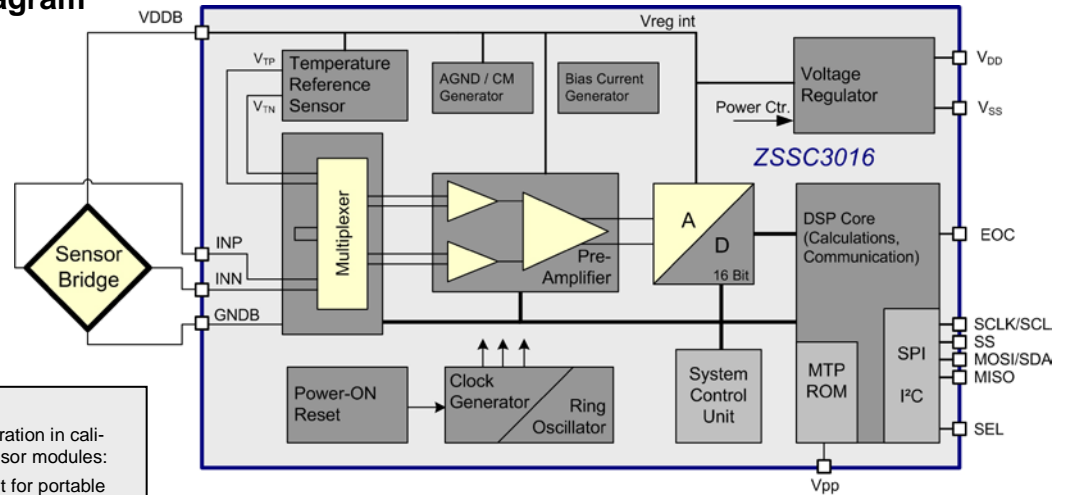 agram
VDDB
Vreg int
VTP
Temperature
Reference
Sensor
VTN
AGND / CM
Generator
Bias Current
Generator
Voltage
Regulator
VDD
Power Ctr.
VSS
ZSSC3016
Multiplexer
Pre-
Amplifier
A
D
16 Bit
DSP Core
(Calculations,
Communication)
EOC
Sensor
Bridge
INP
INN
GNDB
SCLK/SCL
SS
MOSI/SDA
MISO
SPI
I²C
MTP
ROM
SEL
System
Control
Unit
Power-ON
Reset
Clock
Generator
Ring
Oscillator
Vpp
ration in cali-
sor modules:
t for portable